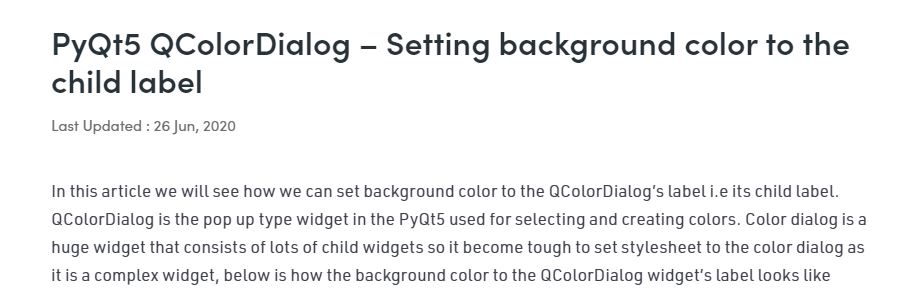 PyQt5 QColorDialog – Setting background color to the
child label
Last Updated : 26 Jun, 2020
In this article we will see how we can set background color to the QColorDialog's label i.e its child label.
QColorDialog is the pop up type widget in the PyQt5 used for selecting and creating colors. Color dialog is a
huge widget that consists of lots of child widgets so it become tough to set stylesheet to the color dialog as
it is a complex widget, below is how the background color to the QColorDialog widget's label looks like